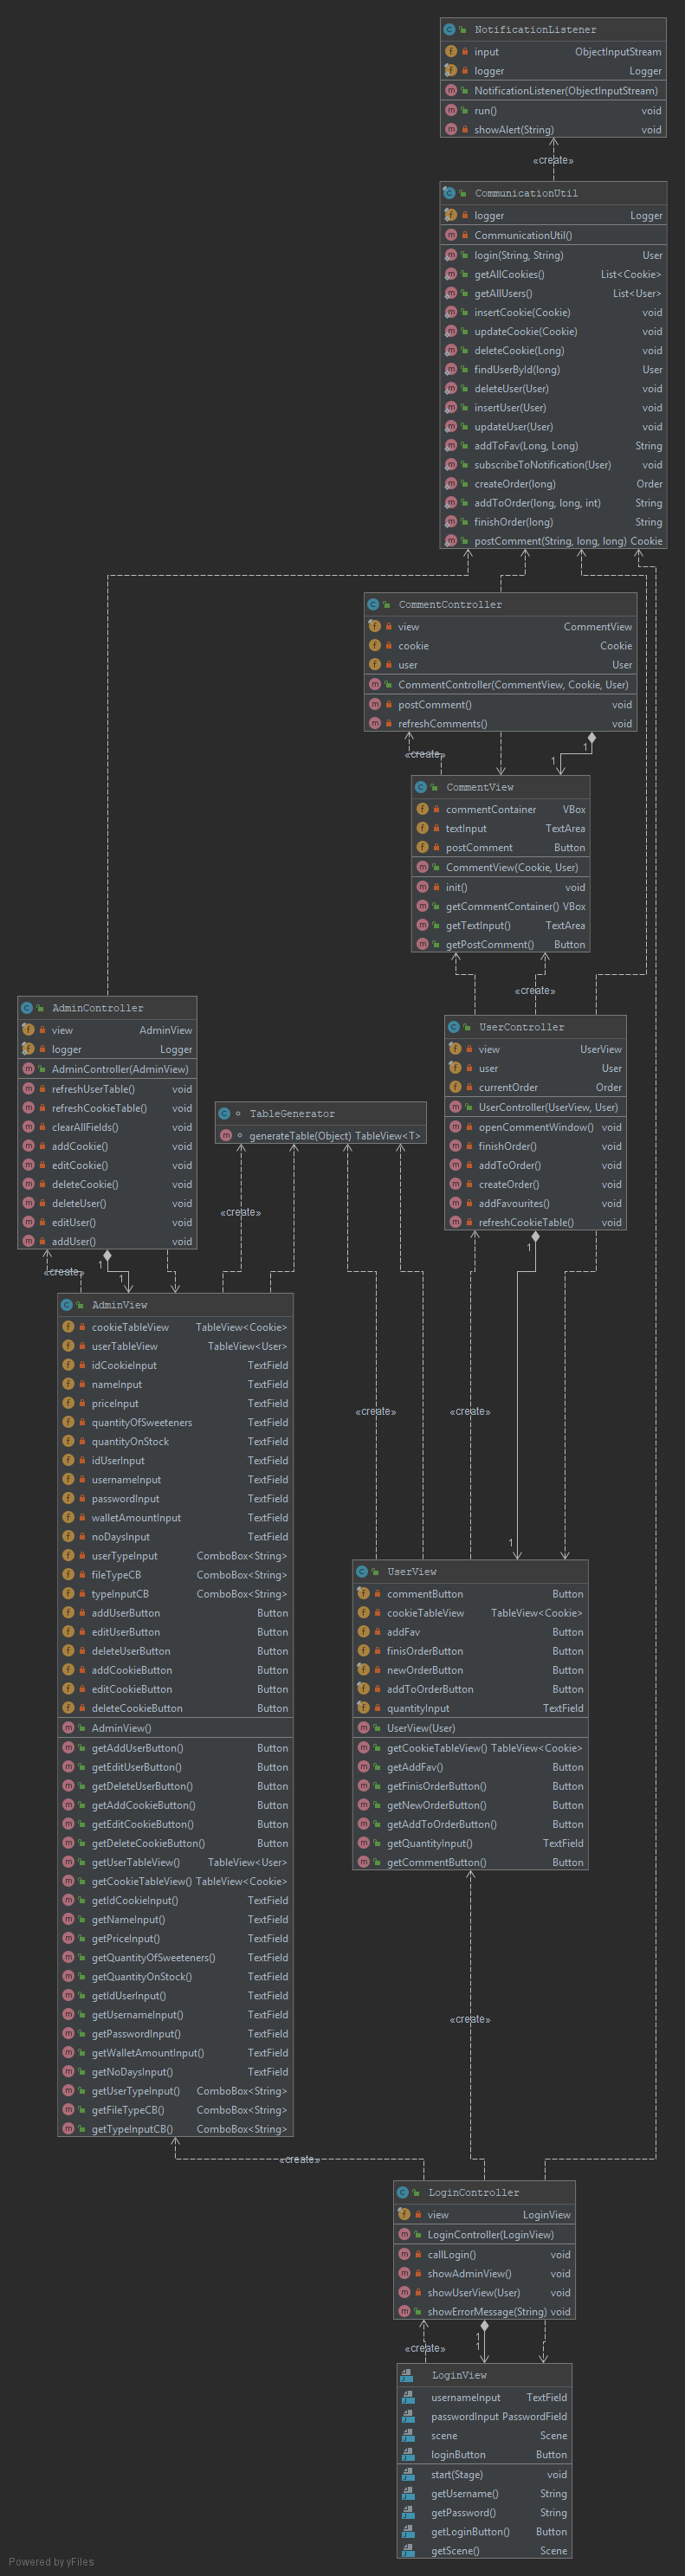 NotificationListener
input ObjectInputStream
logger Logger
NotificationListener(ObjectInputStream)
run() void
showAlert(String) void
«create»
CommunicationUtil
logger Logger
CommunicationUtil()
login(String, String) User
getAllCookies() List<Cookie>
getAllUsers() List<User>
insertCookie(Cookie) void
updateCookie(Cookie) void
deleteCookie(Long) void
findUserById(long) User
deleteUser(User) void
insertUser(User) void
updateUser(User) void
addToFav(Long, Long) String
subscribeToNotification(User) void
createOrder(long) Order
addToOrder(long, long, int) String
finishOrder(long) String
postComment(String, long, long) Cookie
CommentController
view CommentView
cookie Cookie
user User
CommentController(CommentView, Cookie, User)
postComment() void
refreshComments() void
«create»
1
1
CommentView
commentContainer VBox
textInput TextArea
postComment Button
CommentView(Cookie, User)
init() void
getCommentContainer() VBox
getTextInput() TextArea
getPostComment() Button
«create»
AdminController
view AdminView
logger Logger
AdminController(AdminView)
refreshUserTable() void
refreshCookieTable() void
clearAllFields() void
addCookie() void
editCookie() void
deleteCookie() void
deleteUser() void
editUser() void
addUser() void
UserController
view UserView
user User
currentOrder Order
UserController(UserView, User)
openCommentWindow() void
finishOrder() void
addToOrder() void
createOrder() void
addFavourites() void
refreshCookieTable() void
TableGenerator
generateTable(Object) TableView<T>
«create»
1
«create»
1
1
AdminView
cookieTableView TableView<Cookie>
userTableView TableView<User>
idCookieInput TextField
nameInput TextField
priceInput TextField
quantityOfSweeteners TextField
quantityOnStock TextField
idUserInput TextField
usernameInput TextField
passwordInput TextField
walletAmountInput TextField
noDaysInput TextField
userTypeInput ComboBox<String>
fileTypeCB ComboBox<String>
typeInputCB ComboBox<String>
addUserButton Button
editUserButton Button
deleteUserButton Button
addCookieButton Button
editCookieButton Button
deleteCookieButton Button
AdminView()
getAddUserButton() Button
getEditUserButton() Button
getDeleteUserButton() Button
getAddCookieButton() Button
getEditCookieButton() Button
getDeleteCookieButton() Button
getUserTableView() TableView<User>
getCookieTableView() TableView<Cookie>
getIdCookieInput() TextField
getNameInput() TextField
getPriceInput() TextField
getQuantityOfSweeteners() TextField
getQuantityOnStock() TextField
getIdUserInput() TextField
getUsernameInput() TextField
getPasswordInput() TextField
getWalletAmountInput() TextField
getNoDaysInput() TextField
getUserTypeInput() ComboBox<String>
getFileTypeCB() ComboBox<String>
getTypeInputCB() ComboBox<String>
«create»
«create»
1
UserView
commentButton Button
cookieTableView TableView<Cookie>
addFav Button
finisOrderButton Button
newOrderButton Button
addToOrderButton Button
quantityInput TextField
UserView(User)
getCookieTableView() TableView<Cookie>
getAddFav() Button
getFinisOrderButton() Button
getNewOrderButton() Button
getAddToOrderButton() Button
getQuantityInput() TextField
getCommentButton() Button
«create»
«create»
LoginController
view LoginView
LoginController(LoginView)
callLogin() void
showAdminView() void
showUserView(User) void
showErrorMessage(String) void
1
«create»
1
LoginView
usernameInput TextField
passwordInput PasswordField
scene Scene
loginButton Button
start(Stage) void
getUsername() String
getPassword() String
getLoginButton() Button
getScene() Scene
Powered by yFiles